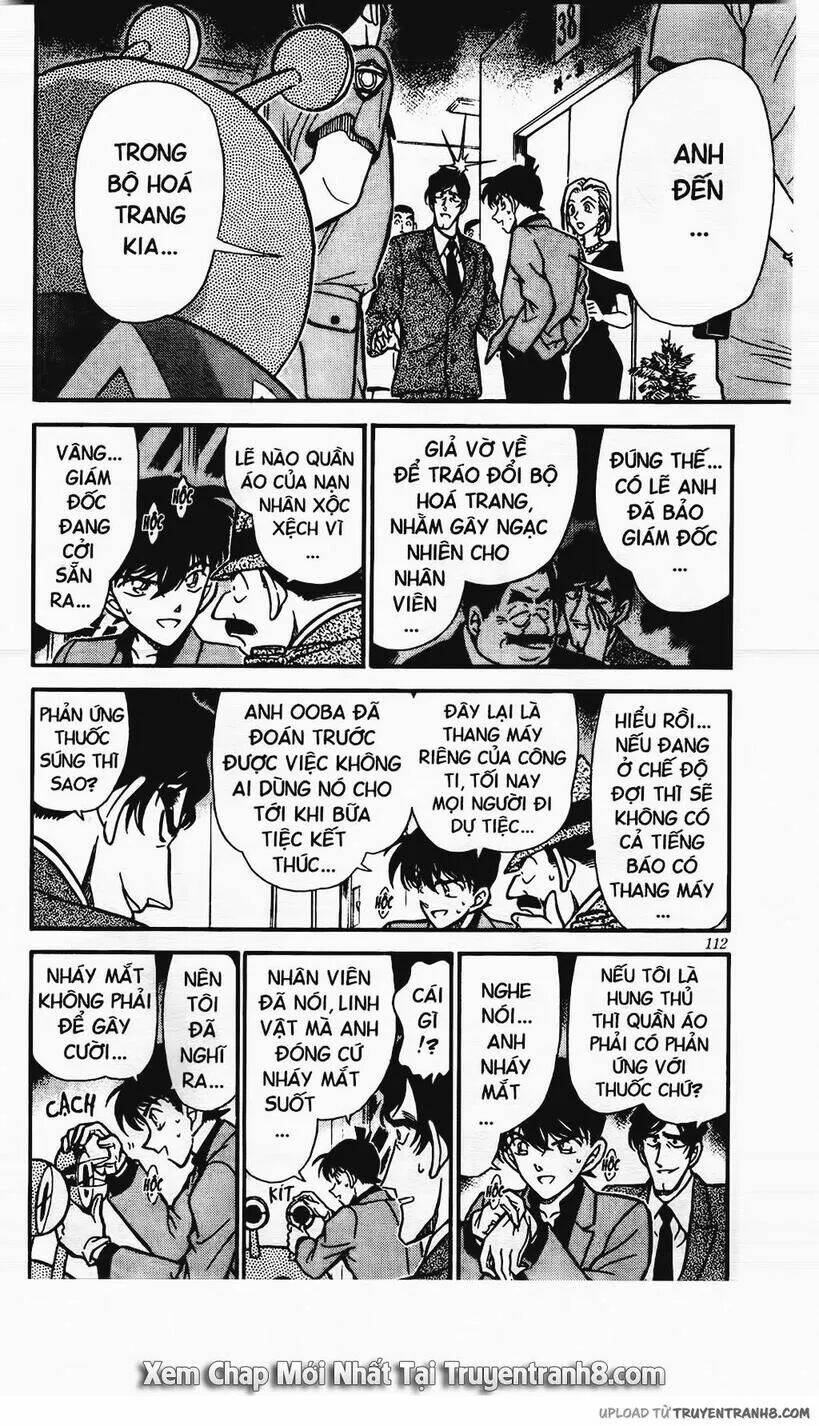 38
ANH
ĐẾN
...
TRONG
BỘ HOÁ
TRANG
KIA...
ĐÚNG THẾ...
CÓ LẼ ANH
ĐÃ BẢO
GIÁM ĐỐC
...
GIẢ VỜ VỀ
ĐỂ TRÁO ĐỔI BỘ
HOÁ TRANG,
NHẰM GÂY NGẠC
NHIÊN CHO
NHÂN
VIÊN
...
LẼ NÀO QUẦN
ÁO CỦA NẠN
NHÂN XỘC
XỆCH VÌ
...
VÂNG...
GIÁM
ĐỐC
ĐANG
CỞI
SẴN
RA...
HỘC
HỘC
HIỂU RỒI...
NẾU ĐANG
Ở CHẾ ĐỘ
ĐỢI THÌ SẼ
KHÔNG CÓ
CẢ TIẾNG
BÁO CÓ
THANG MÁY
...
ĐÂY LẠI LÀ
THANG MÁY
RIÊNG CỦA CÔNG
TI, TỐI NAY
MỌI NGƯỜI ĐI
DỰ TIỆC...
ANH OOBA ĐÃ
ĐOÁN TRƯỚC
ĐƯỢC VIỆC KHÔNG
AI DÙNG NÓ CHO
TỚI KHI BỮA
TIỆC KẾT
THÚC...
HỘC
PHẢN ỨNG
THUỐC
SÚNG THÌ
SAO?
112
NẾU TÔI LÀ
HUNG THỦ
THÌ QUẦN ÁO
PHẢI CÓ PHẢN
ỨNG VỚI
THUỐC CHỨ?
NGHE
NÓI...
ANH
NHÁY
MẮT
...
HỘC
HỘC
CÁI
GÌ
!?
NHÂN VIÊN
ĐÃ NÓI, LINH
VẬT MÀ ANH
ĐÓNG CỨ
NHÁY MẮT
SUỐT
...
KÍT
NÊN
TÔI
ĐÃ
NGHĨ
RA...
NHÁY MẮT
KHÔNG PHẢI
ĐỂ GÂY
CƯỜI...
CẠCH
HỘC
Xem Chap Mới Nhất Tại Truyentranh8.com
UPLOAD TỪ TRUYENTRANH8.COM